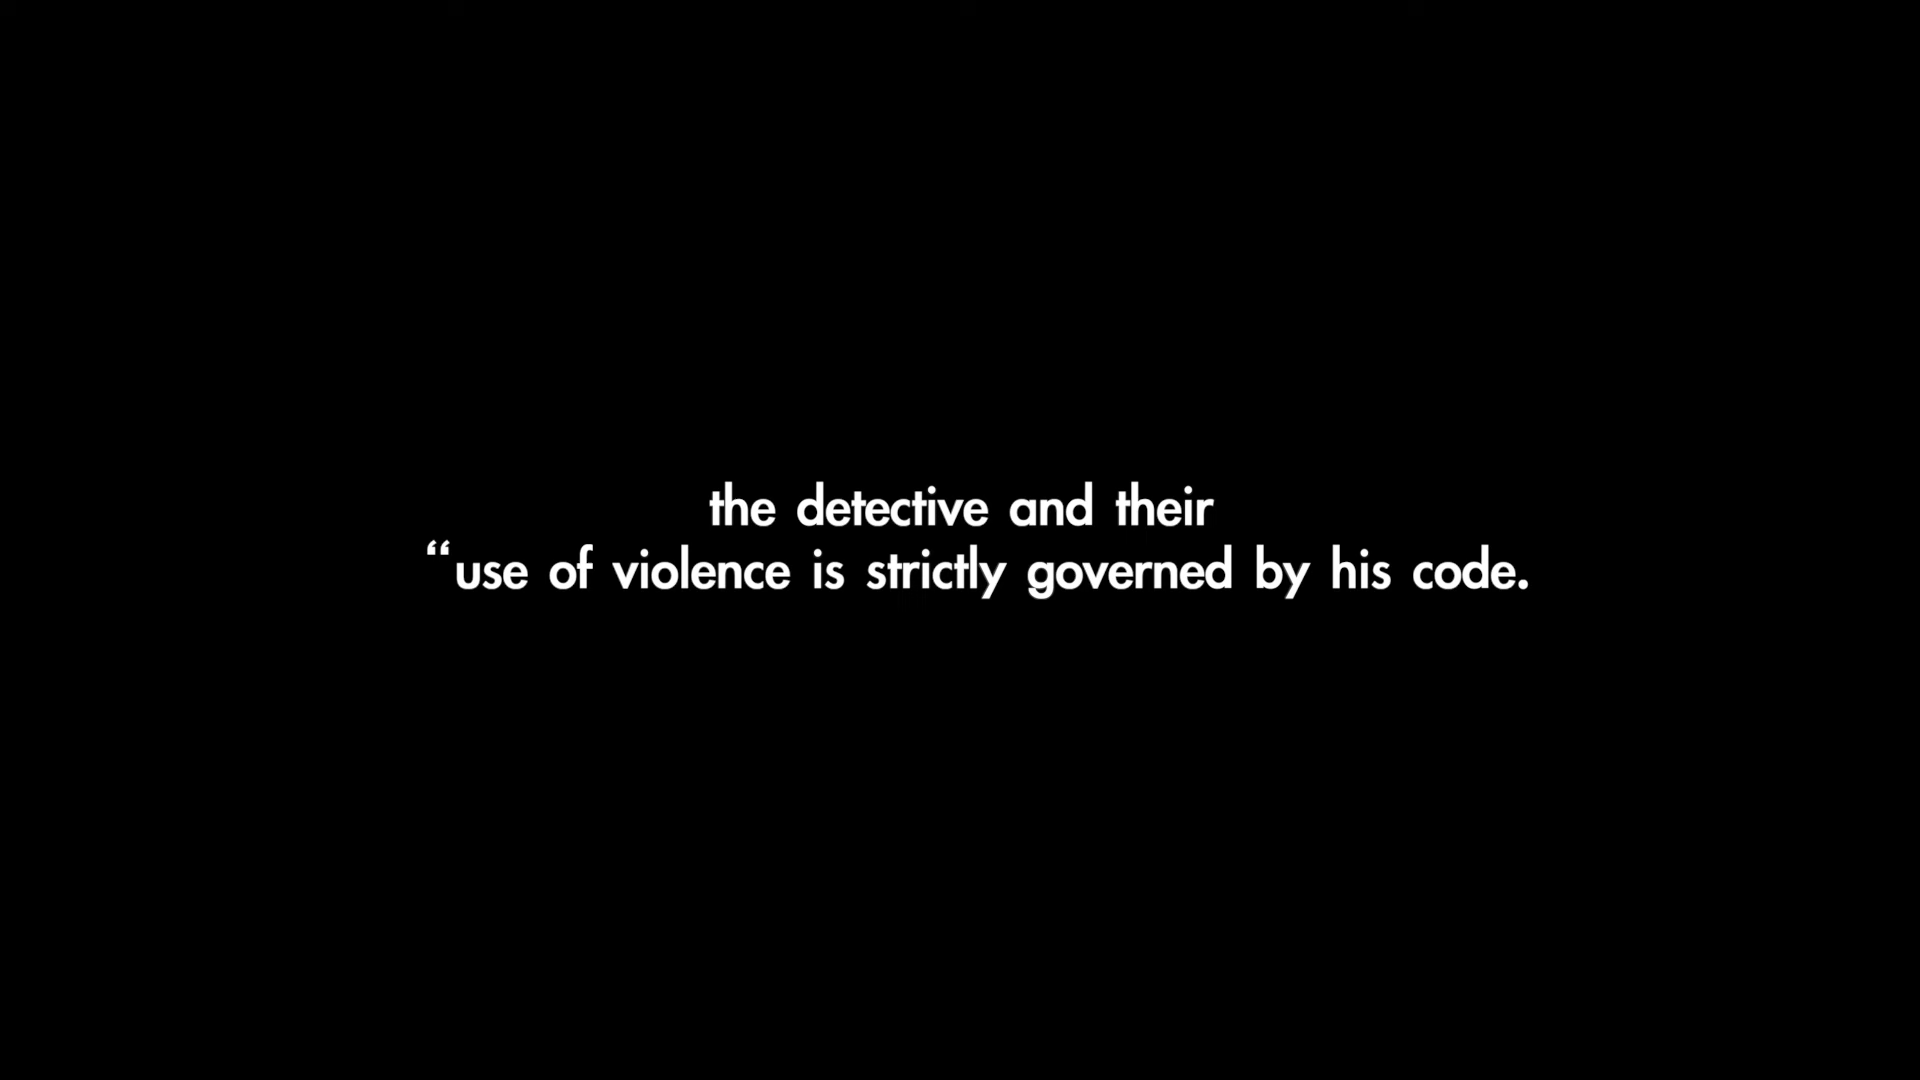 the detective and their
“use of violence is strictly governed by his code.